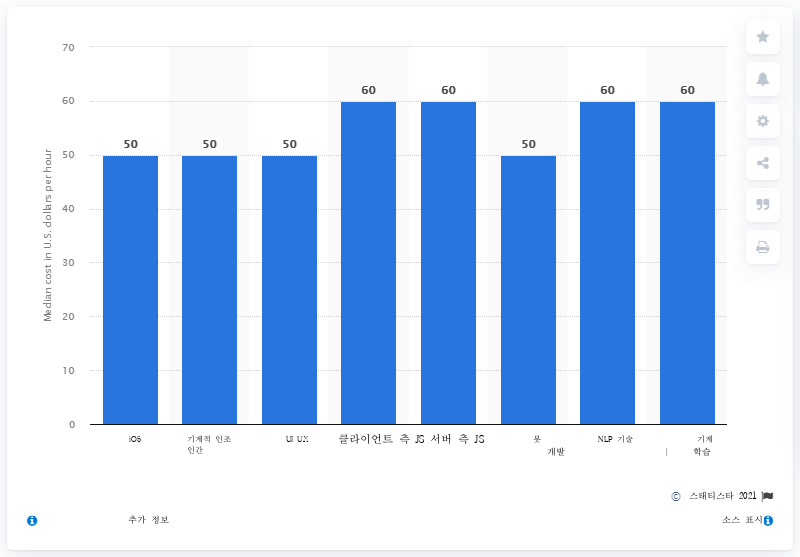 70
60
50
40
30
20
10
0
Median cost in U.S. dollars per hour
50
50
50
60
60
50
60
60
iOS
기계적 인조
인간
UI UX
클라이언트 측 JS
서버 측 JS
봇
개발
NLP 기술
기계
학습
© 스태티스타 2021
추가 정보
소스 표시